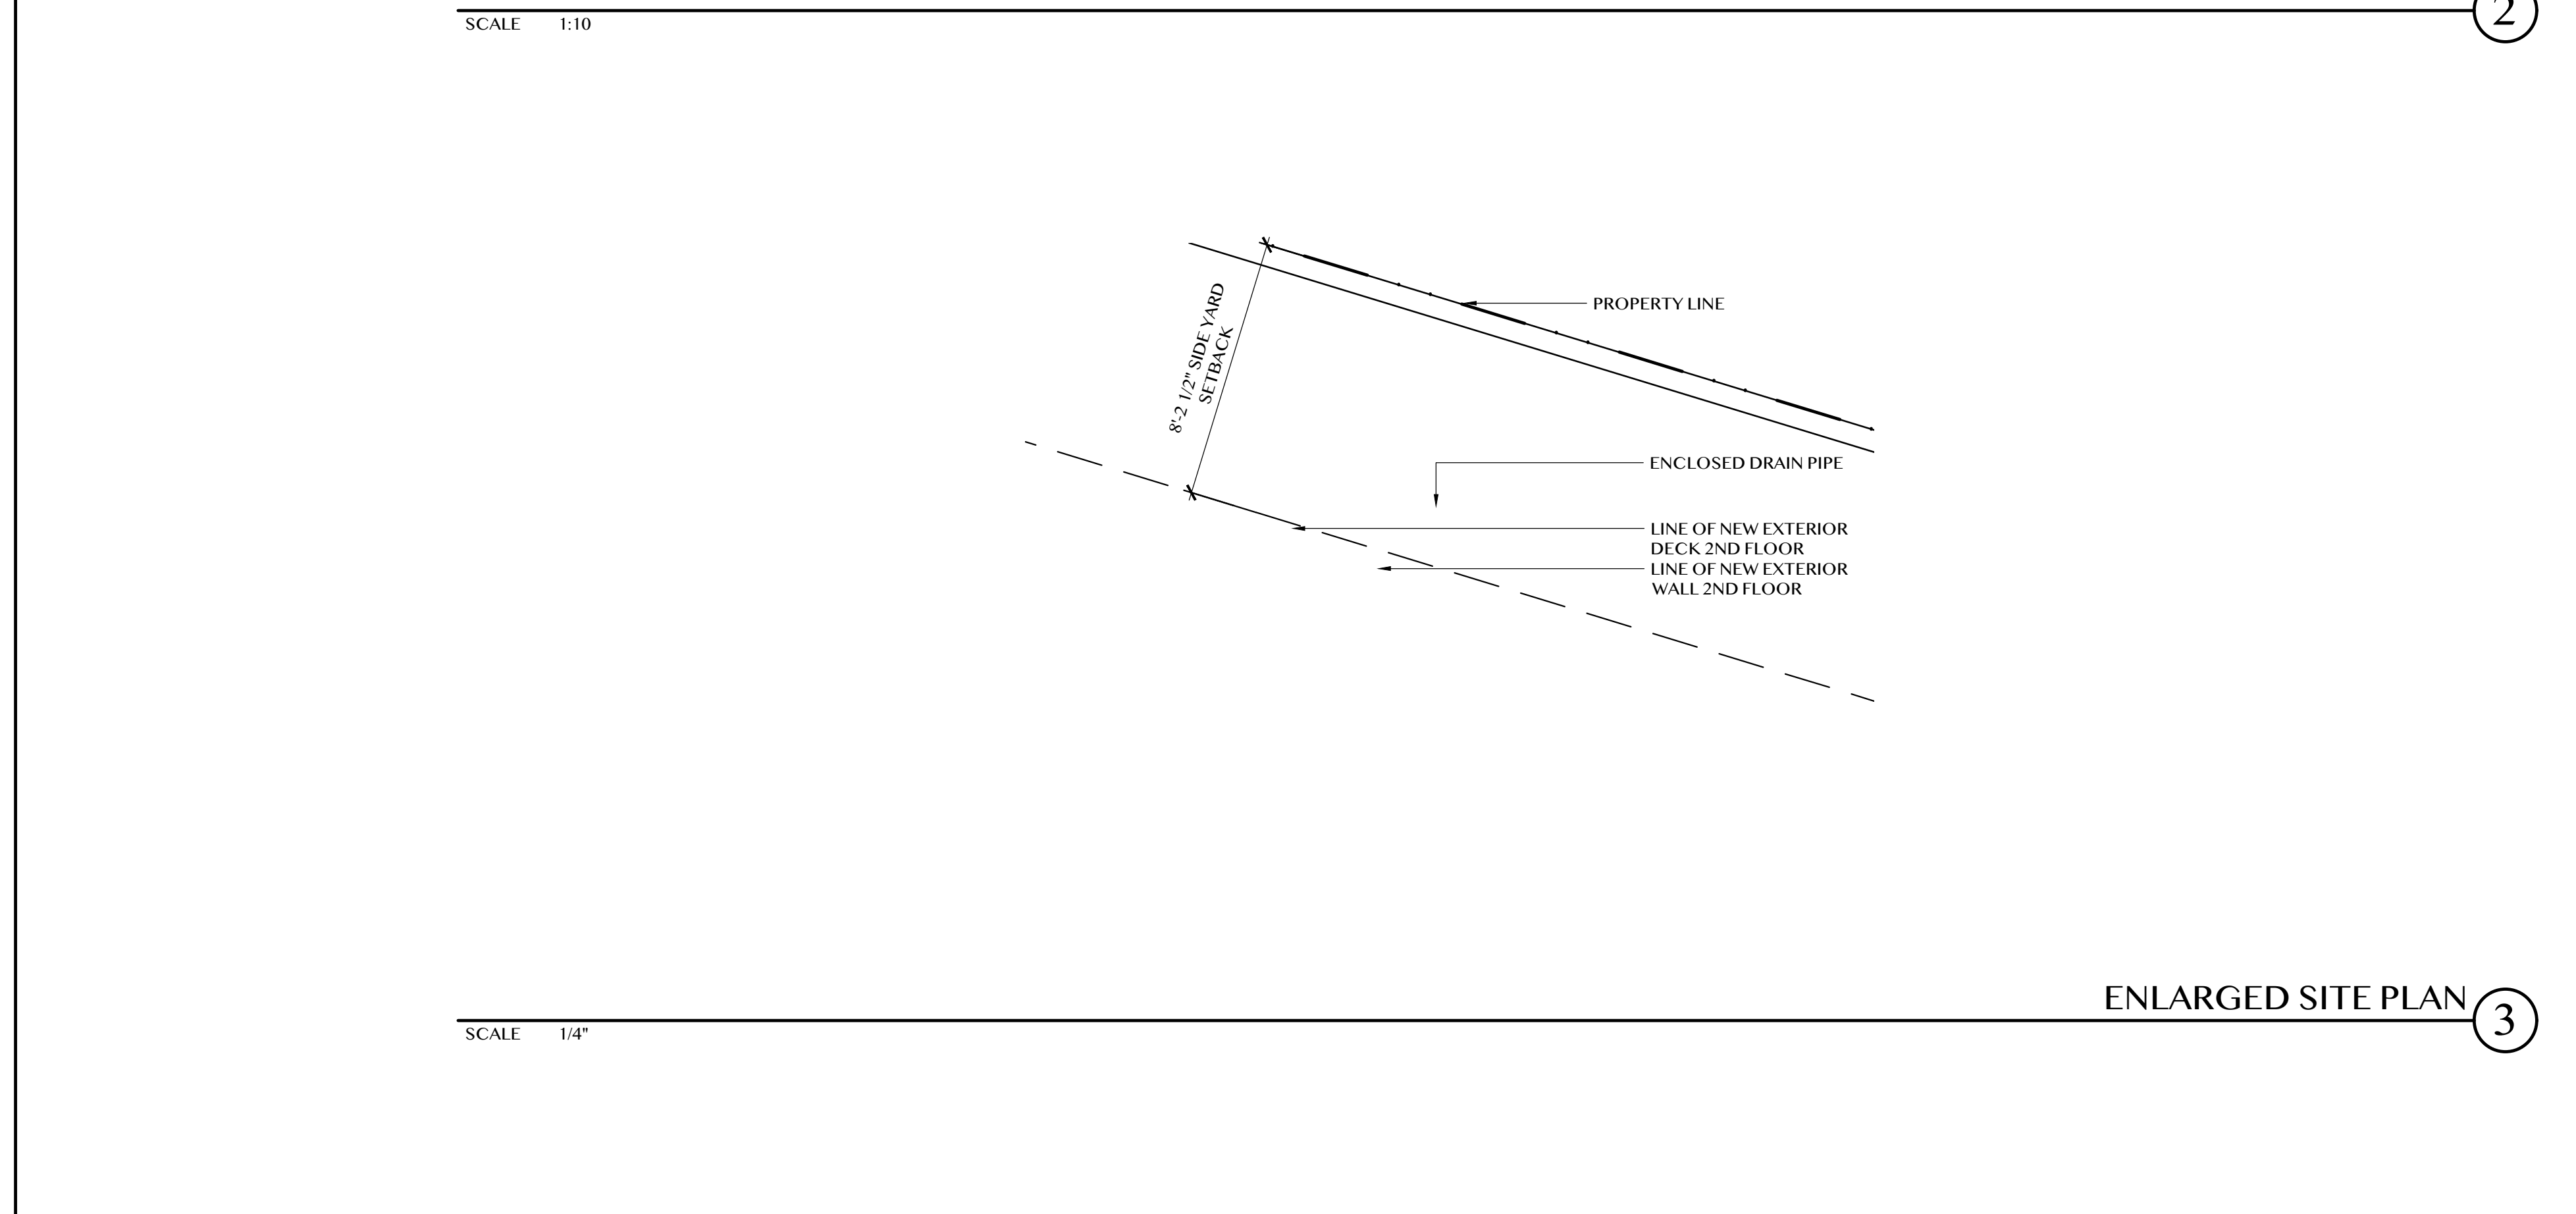 2
SCALE 1:10
8'-2 1/2" SIDE YARD
SETBACK
PROPERTY LINE
ENCLOSED DRAIN PIPE
LINE OF NEW EXTERIOR
DECK 2ND FLOOR
LINE OF NEW EXTERIOR
WALL 2ND FLOOR
ENLARGED SITE PLAN
3
SCALE 1/4"